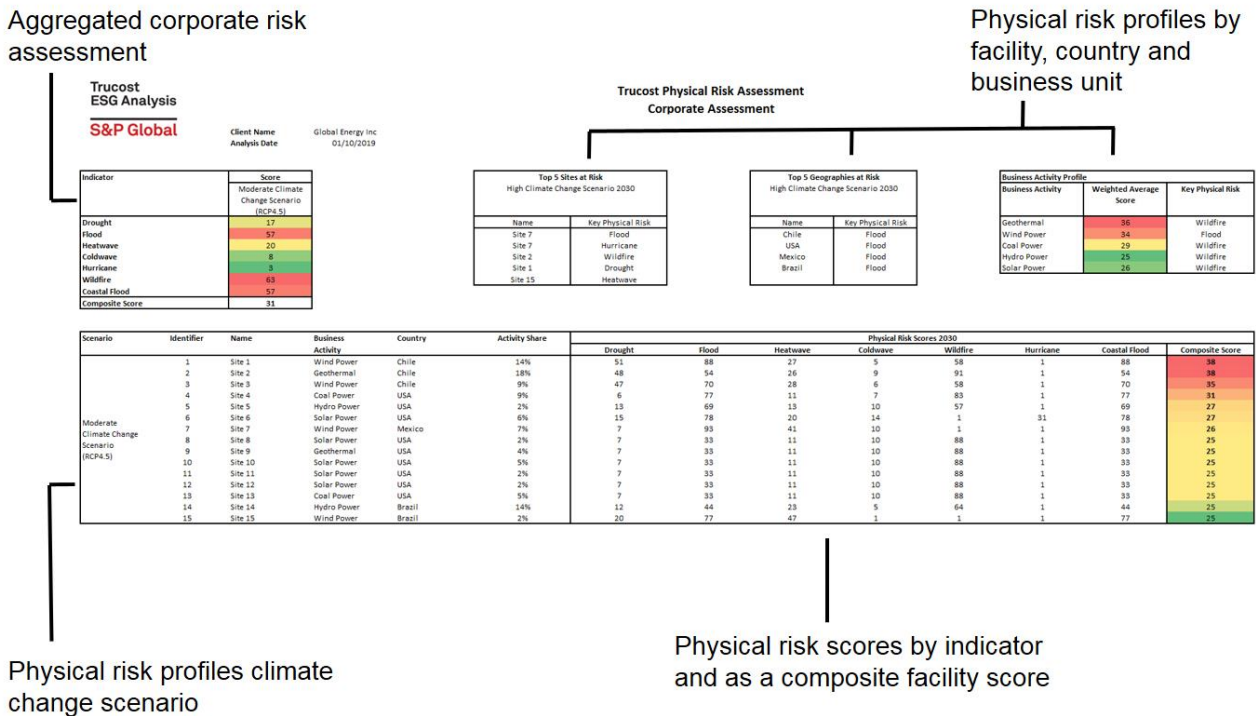 Aggregated corporate risk
assessment
Physical risk profiles by
facility, country and
business unit
Trucost
ESG Analysis
S&P Global
Trucost Physical Risk Assessment
Corporate Assessment
Client Name Global Energy Inc
Analysis Date 01/10/2019
Indicator Score
Moderate Climate
Change Scenario
(RCP4.5)
Drought 17
Flood 57
Heatwave 20
Coldwave 8
Hurricane 3
Wildfire 63
Coastal Flood 57
Composite Score 31
Top 5 Sites at Risk
High Climate Change Scenario 2030
Name Key Physical Risk
Site 7 Flood
Site 7 Hurricane
Site 2 Wildfire
Site 1 Drought
Site 15 Heatwave
Top 5 Geographies at Risk
High Climate Change Scenario 2030
Name Key Physical Risk
Chile Flood
USA Flood
Mexico Flood
Brazil Flood
Business Activity Profile
Business Activity Weighted Average Key Physical Risk
Score
Geothermal 36 Wildfire
Wind Power 34 Flood
Coal Power 29 Wildfire
Hydro Power 25 Wildfire
Solar Power 26 Wildfire
Scenario Identifier Name Business Country Activity Share Physical Risk Scores 2030
Activity Drought Flood Heatwave Coldwave Wildfire Hurricane Coastal Flood Composite Score
1 Site 1 Wind Power Chile 14% 51 88 27 5 58 1 88 38
2 Site 2 Geothermal Chile 18% 48 54 26 9 91 1 54 38
3 Site 3 Wind Power Chile 9% 47 70 28 6 58 1 70 35
4 Site 4 Coal Power USA 9% 6 77 11 7 83 1 77 31
5 Site 5 Hydro Power USA 2% 13 69 13 10 57 1 69 27
6 Site 6 Solar Power USA 6% 15 78 20 14 1 31 78 27
7 Site 7 Wind Power Mexico 7% 7 93 41 10 1 1 93 26
8 Site 8 Solar Power USA 2% 7 33 11 10 88 1 33 25
9 Site 9 Geothermal USA 4% 7 33 11 10 88 1 33 25
10 Site 10 Solar Power USA 5% 7 33 11 10 88 1 33 25
11 Site 11 Solar Power USA 2% 7 33 11 10 88 1 33 25
12 Site 12 Solar Power USA 2% 7 33 11 10 88 1 33 25
13 Site 13 Coal Power USA 5% 7 33 11 10 88 1 33 25
14 Site 14 Hydro Power Brazil 14% 12 44 23 5 64 1 44 25
15 Site 15 Wind Power Brazil 2% 20 77 47 1 1 1 77 25
Moderate
Climate Change
Scenario
(RCP4.5)
Physical risk profiles climate
change scenario
Physical risk scores by indicator
and as a composite facility score